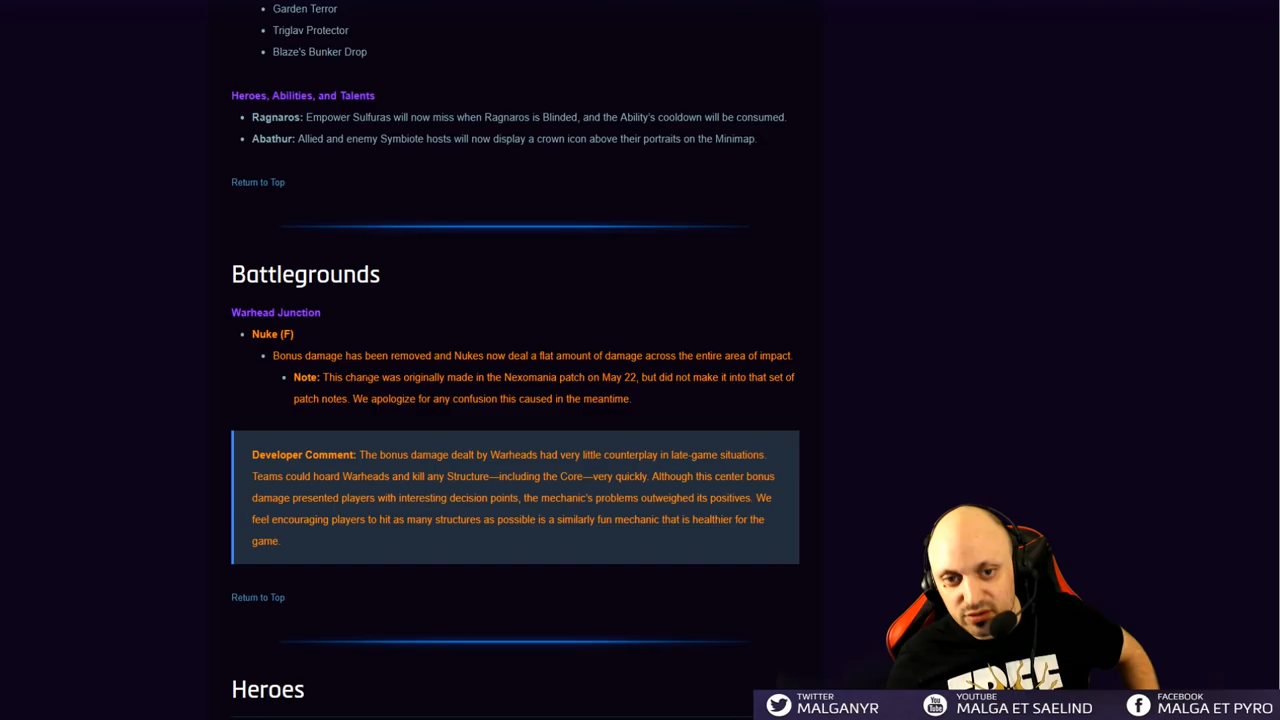 Garden Terror
Triglav Protector
Blaze's Bunker Drop
Heroes, Abilities, and Talents
Ragnaros: Empower Sulfuras will now miss when Ragnaros is Blinded, and the Ability's cooldown will be consumed.
Abathur: Allied and enemy Symbiote hosts will now display a crown icon above their portraits on the Minimap.
Return to Top
Battlegrounds
Warhead Junction
Nuke (F)
Bonus damage has been removed and Nukes now deal a flat amount of damage across the entire area of impact.
Note: This change was originally made in the Nexomania patch on May 22, but did not make it into that set of
patch notes. We apologize for any confusion this caused in the meantime.
Developer Comment: The bonus damage dealt by Warheads had very little counterplay in late-game situations.
Teams could hoard Warheads and kill any Structure—including the Core—very quickly. Although this center bonus
damage presented players with interesting decision points, the mechanic's problems outweighed its positives. We
feel encouraging players to hit as many structures as possible is a similarly fun mechanic that is healthier for the
game.
Return to Top
Heroes
TWITTER
MALGANYR
YOUTUBE
MALGA ET SAELIND
FACEBOOK
MALGA ET PYRO